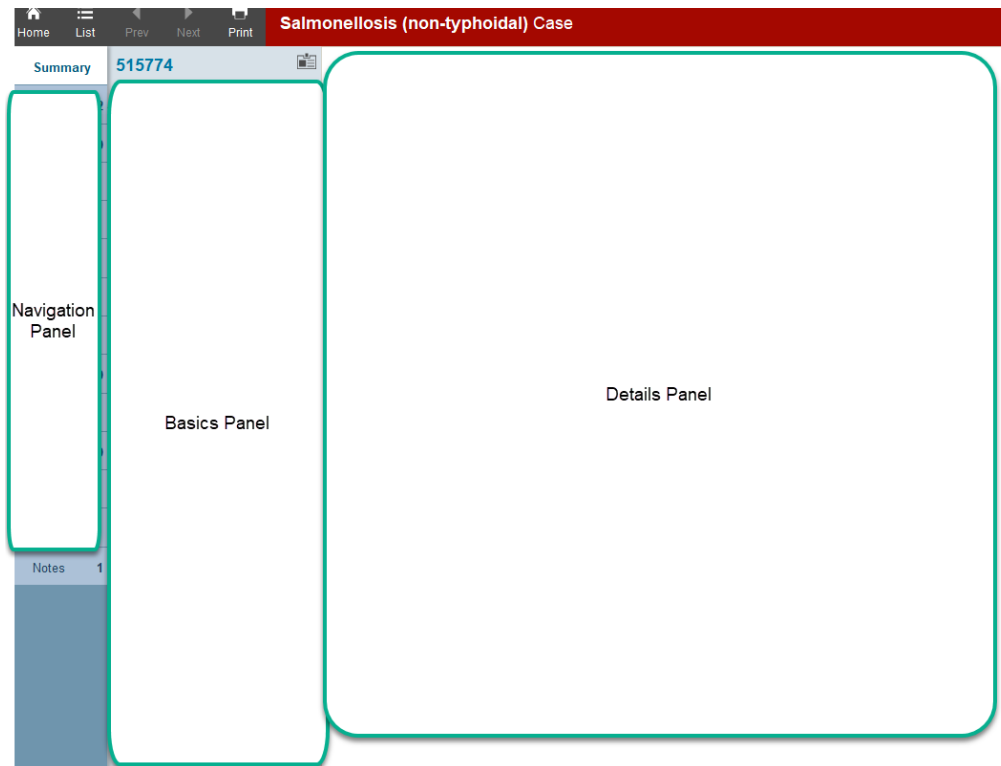 Home List Prev Next Print Salmonellosis (non-typhoidal) Case
Summary 515774
Navigation
Panel
Basics Panel
Details Panel
Notes 1